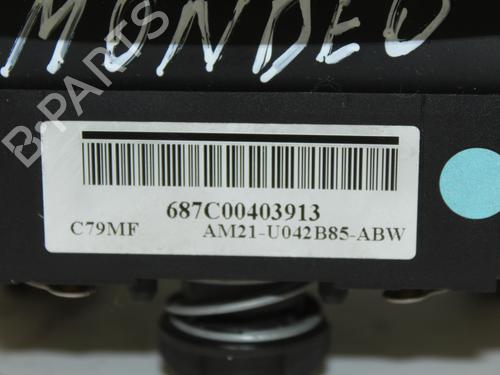 MONDEO
B-PARTS
687C00403913
C79MF AM21-U042B85-ABW